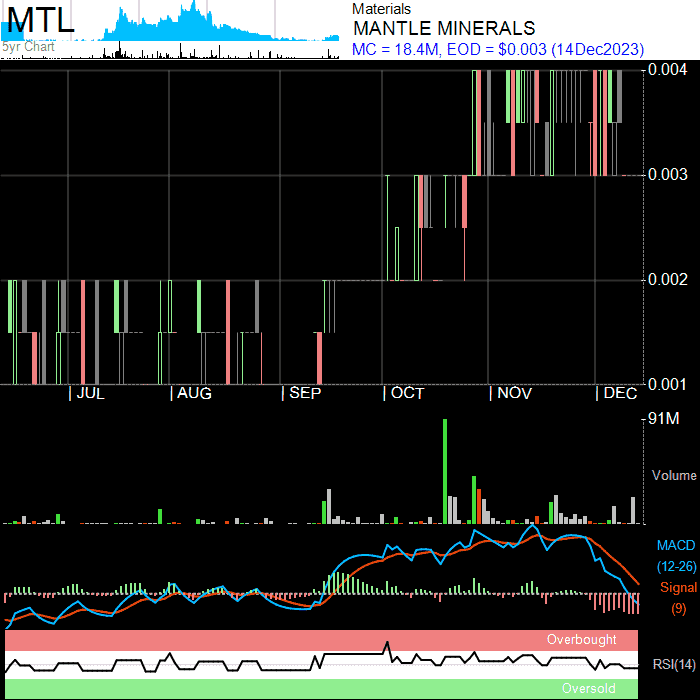 MTL
5yr Chart
Materials
MANTLE MINERALS
MC = 18.4M, EOD = $0.003 (14Dec2023)
0.004
0.003
0.002
0.001
JUL AUG SEP OCT NOV DEC
91M
Volume
MACD
(12-26)
Signal
(9)
Overbought
RSI(14)
Oversold